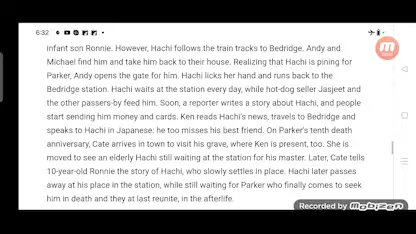 6:32
infant son Ronnie. However, Hachi follows the train tracks to Bedridge. Andy and
Michael find him and take him back to their house. Realizing that Hachi is pining for
Parker, Andy opens the gate for him. Hachi licks her hand and runs back to the
Bedridge station. Hachi waits at the station every day, while hot-dog seller Jasjeet and
the other passers-by feed him. Soon, a reporter writes a story about Hachi, and people
start sending him money and cards. Ken reads Hachi's news, travels to Bedridge and
speaks to Hachi in Japanese: he too misses his best friend. On Parker's tenth death
anniversary, Cate arrives in town to visit his grave, where Ken is present, too. She is
moved to see an elderly Hachi still waiting at the station for his master. Later, Cate tells
10-year-old Ronnie the story of Hachi, who slowly settles in place. Hachi later passes
away at his place in the station, while still waiting for Parker who finally comes to seek
him in death and they at last reunite, in the afterlife.
Recorded by Mobizen